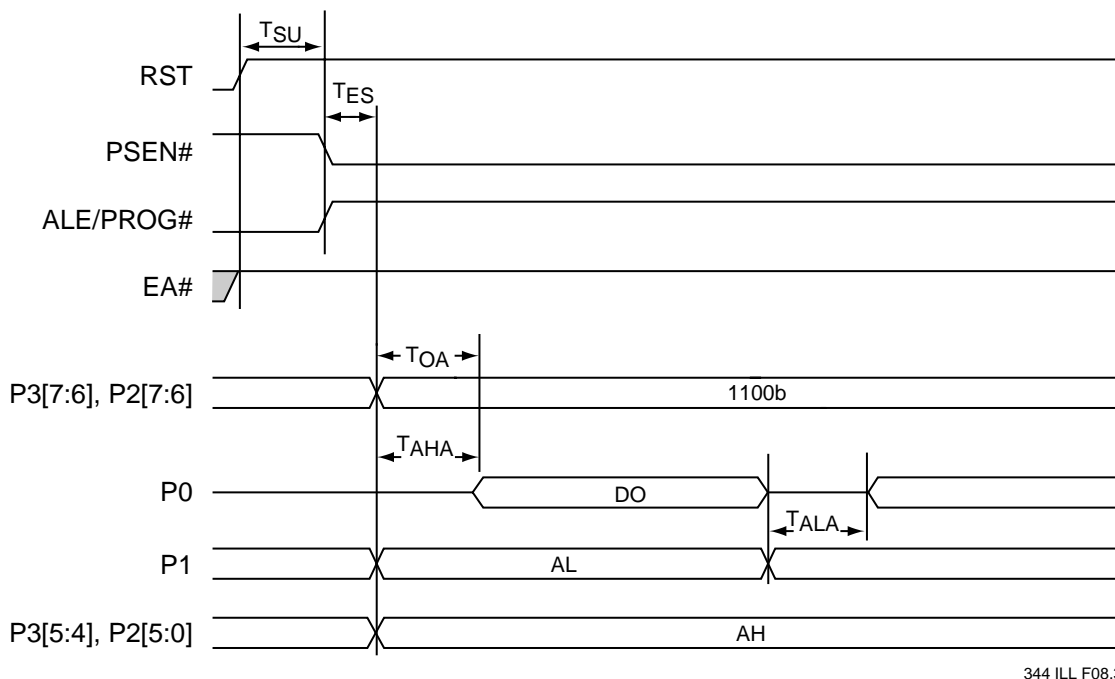 TSU
RST
TES
PSEN#
ALE/PROG#
EA#
TOA
P3[7:6], P2[7:6]
1100b
TAHA
P0
DO
TALA
P1
AL
P3[5:4], P2[5:0]
AH
344 ILL F08.